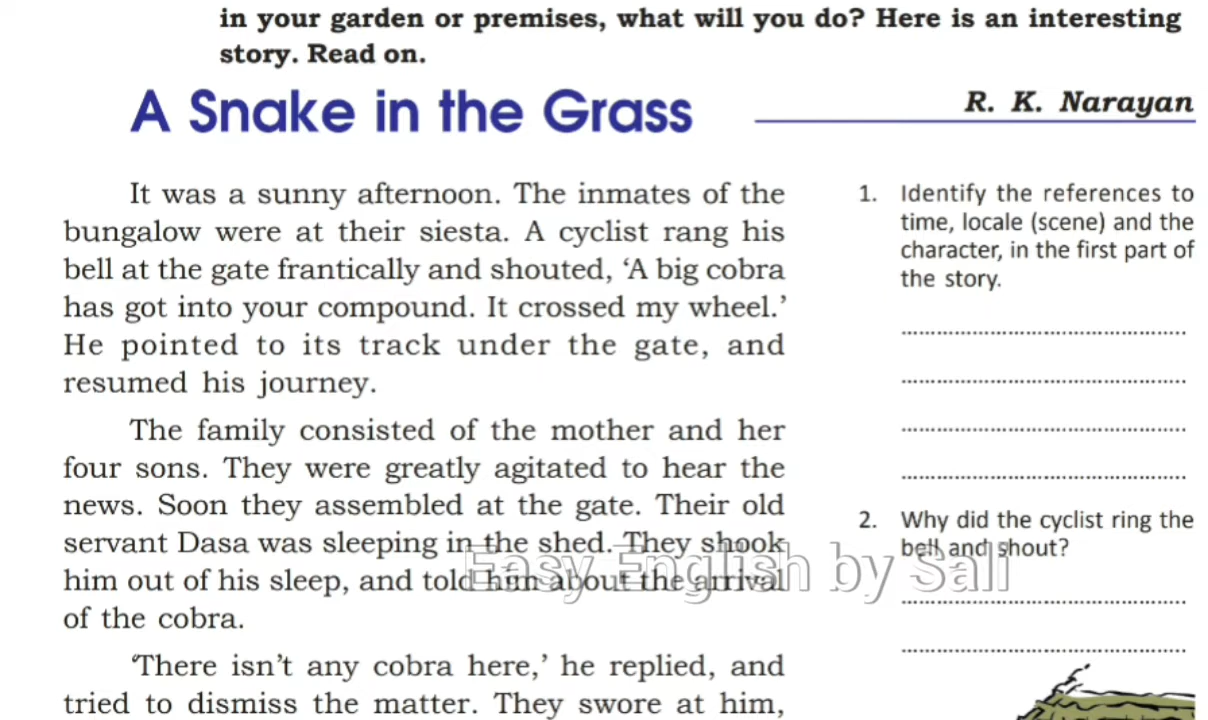 in your garden or premises, what will you do? Here is an interesting
story. Read on.
A Snake in the Grass
R. K. Narayan
It was a sunny afternoon. The inmates of the
bungalow were at their siesta. A cyclist rang his
bell at the gate frantically and shouted, ‘A big cobra
has got into your compound. It crossed my wheel.’
He pointed to its track under the gate, and
resumed his journey.
The family consisted of the mother and her
four sons. They were greatly agitated to hear the
news. Soon they assembled at the gate. Their old
servant Dasa was sleeping in the shed. They shook
him out of his sleep, and told him about the arrival
of the cobra.
‘There isn’t any cobra here,’ he replied, and
tried to dismiss the matter. They swore at him,
1. Identify the references to
time, locale (scene) and the
character, in the first part of
the story.
2. Why did the cyclist ring the
bell and shout?
Easy English by Sali